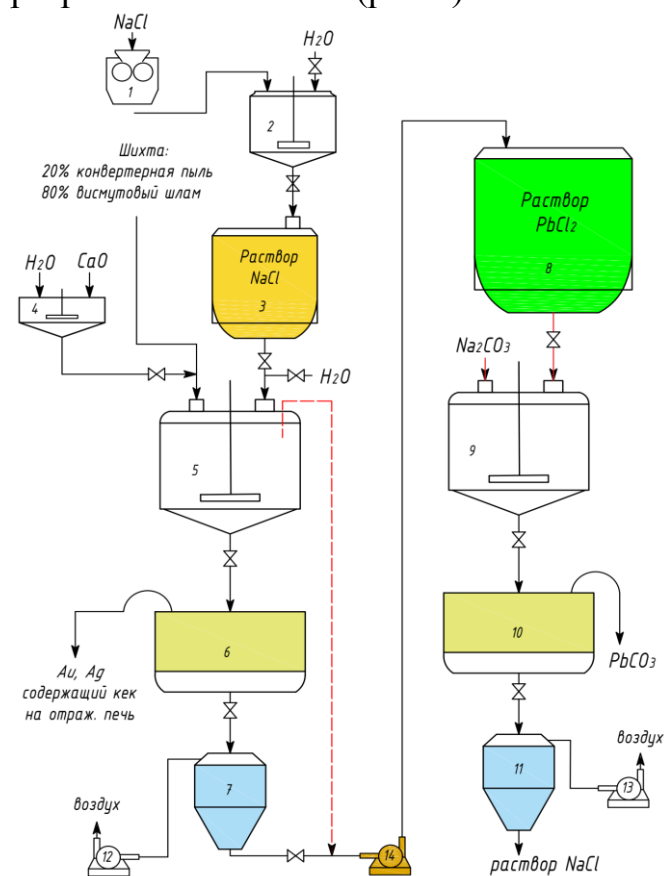 NaCl
H₂O
1
2
Шихта:
20% конвертерная пыль
80% висмутовый шлам
Раствор
PbCl₂
8
H₂O
CaO
Раствор
NaCl
3
4
Na₂CO₃
H₂O
5
9
6
10
Au, Ag
содержащий кек
на отраж. печь
PbCO₃
воздух
7
11
воздух
12
13
14
раствор NaCl